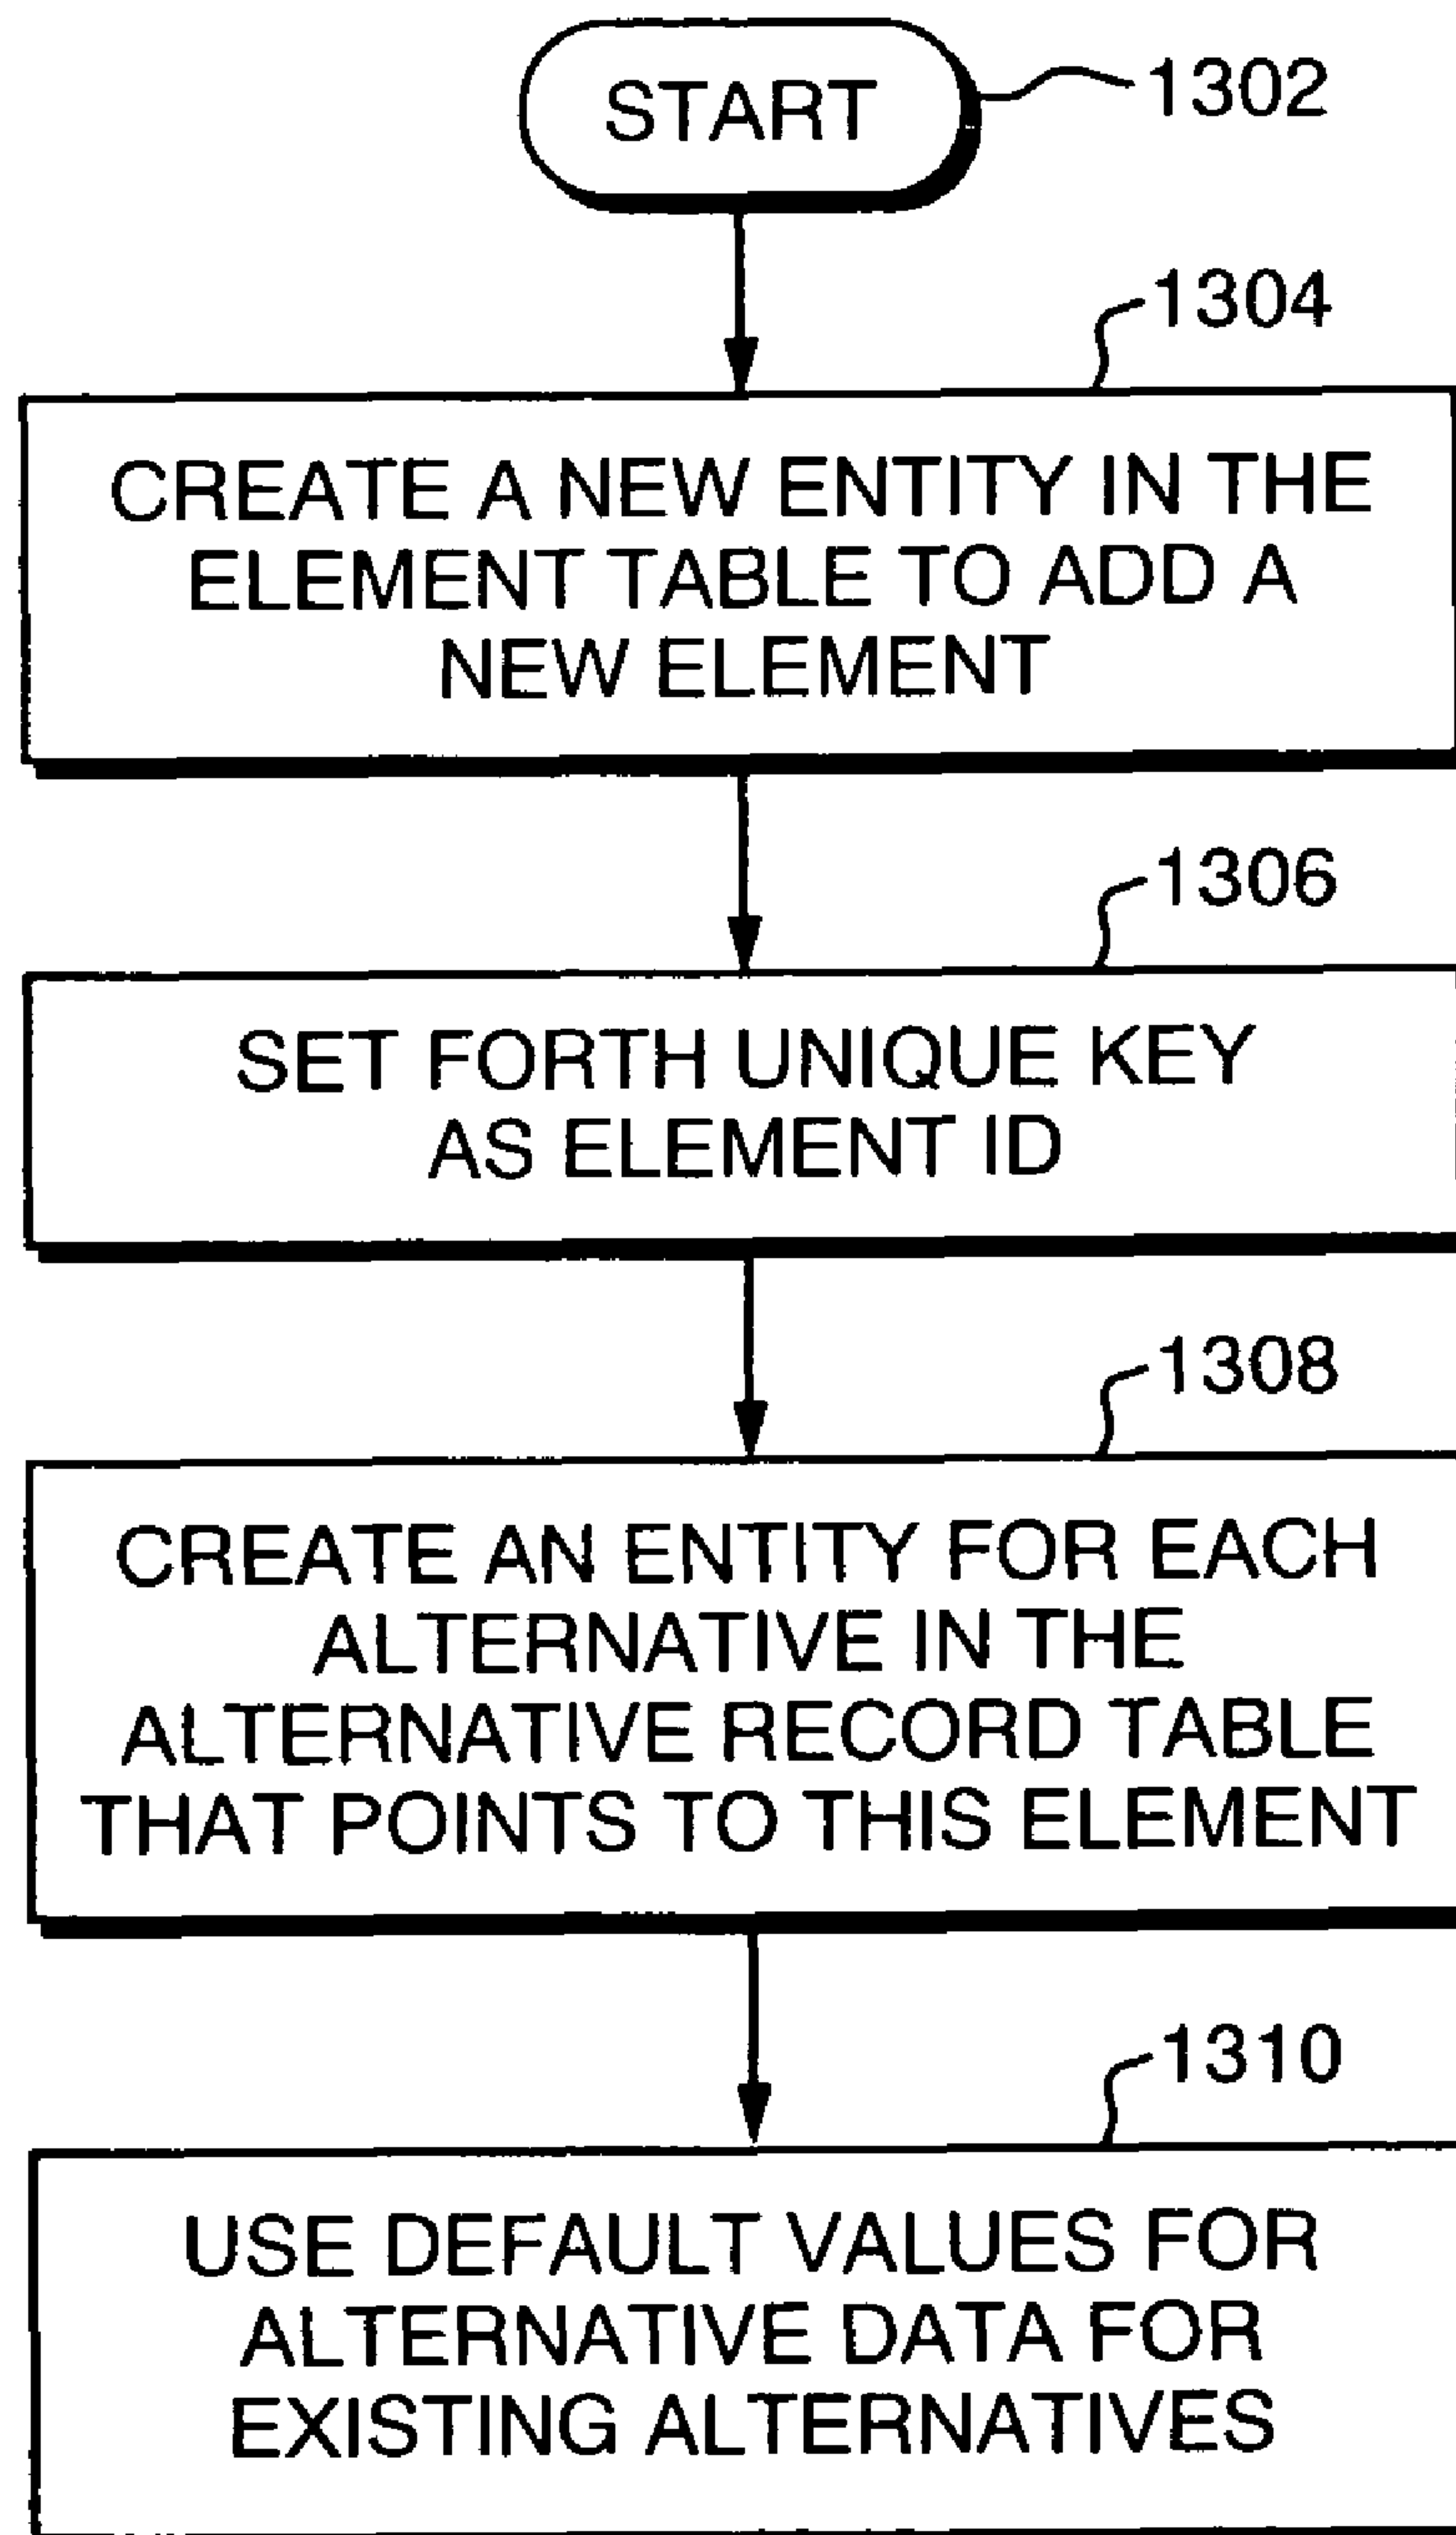 START
1302
1304
CREATE A NEW ENTITY IN THE
ELEMENT TABLE TO ADD A
NEW ELEMENT
1306
SET FORTH UNIQUE KEY
AS ELEMENT ID
1308
CREATE AN ENTITY FOR EACH
ALTERNATIVE IN THE
ALTERNATIVE RECORD TABLE
THAT POINTS TO THIS ELEMENT
1310
USE DEFAULT VALUES FOR
ALTERNATIVE DATA FOR
EXISTING ALTERNATIVES